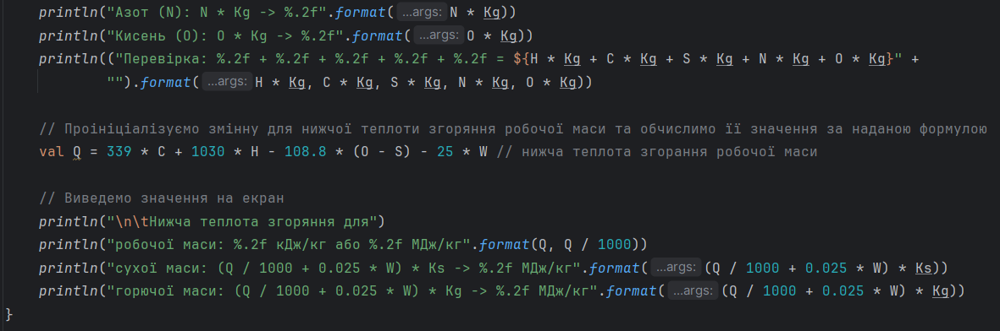 println("Азот (N): N * Kg -> %.2f".format( ...args: N * Kg))
println("Кисень (O): O * Kg -> %.2f".format( ...args: O * Kg))
println(("Перевірка: %.2f + %.2f + %.2f + %.2f + %.2f = ${H * Kg + C * Kg + S * Kg + N * Kg + O * Kg}" +
"").format( ...args: H * Kg, C * Kg, S * Kg, N * Kg, O * Kg))
// Проініціалізуємо змінну для нижчої теплоти згоряння робочої маси та обчислимо її значення за наданою формулою
val Q = 339 * C + 1030 * H - 108.8 * (O - S) - 25 * W // нижча теплота згорання робочої маси
// Виведемо значення на екран
println("\n\tНижча теплота згоряння для")
println("робочої маси: %.2f кДж/кг або %.2f МДж/кг".format(Q, Q / 1000))
println("сухої маси: (Q / 1000 + 0.025 * W) * Ks -> %.2f МДж/кг".format( ...args: (Q / 1000 + 0.025 * W) * Ks))
println("горючої маси: (Q / 1000 + 0.025 * W) * Kg -> %.2f МДж/кг".format( ...args: (Q / 1000 + 0.025 * W) * Kg))
}